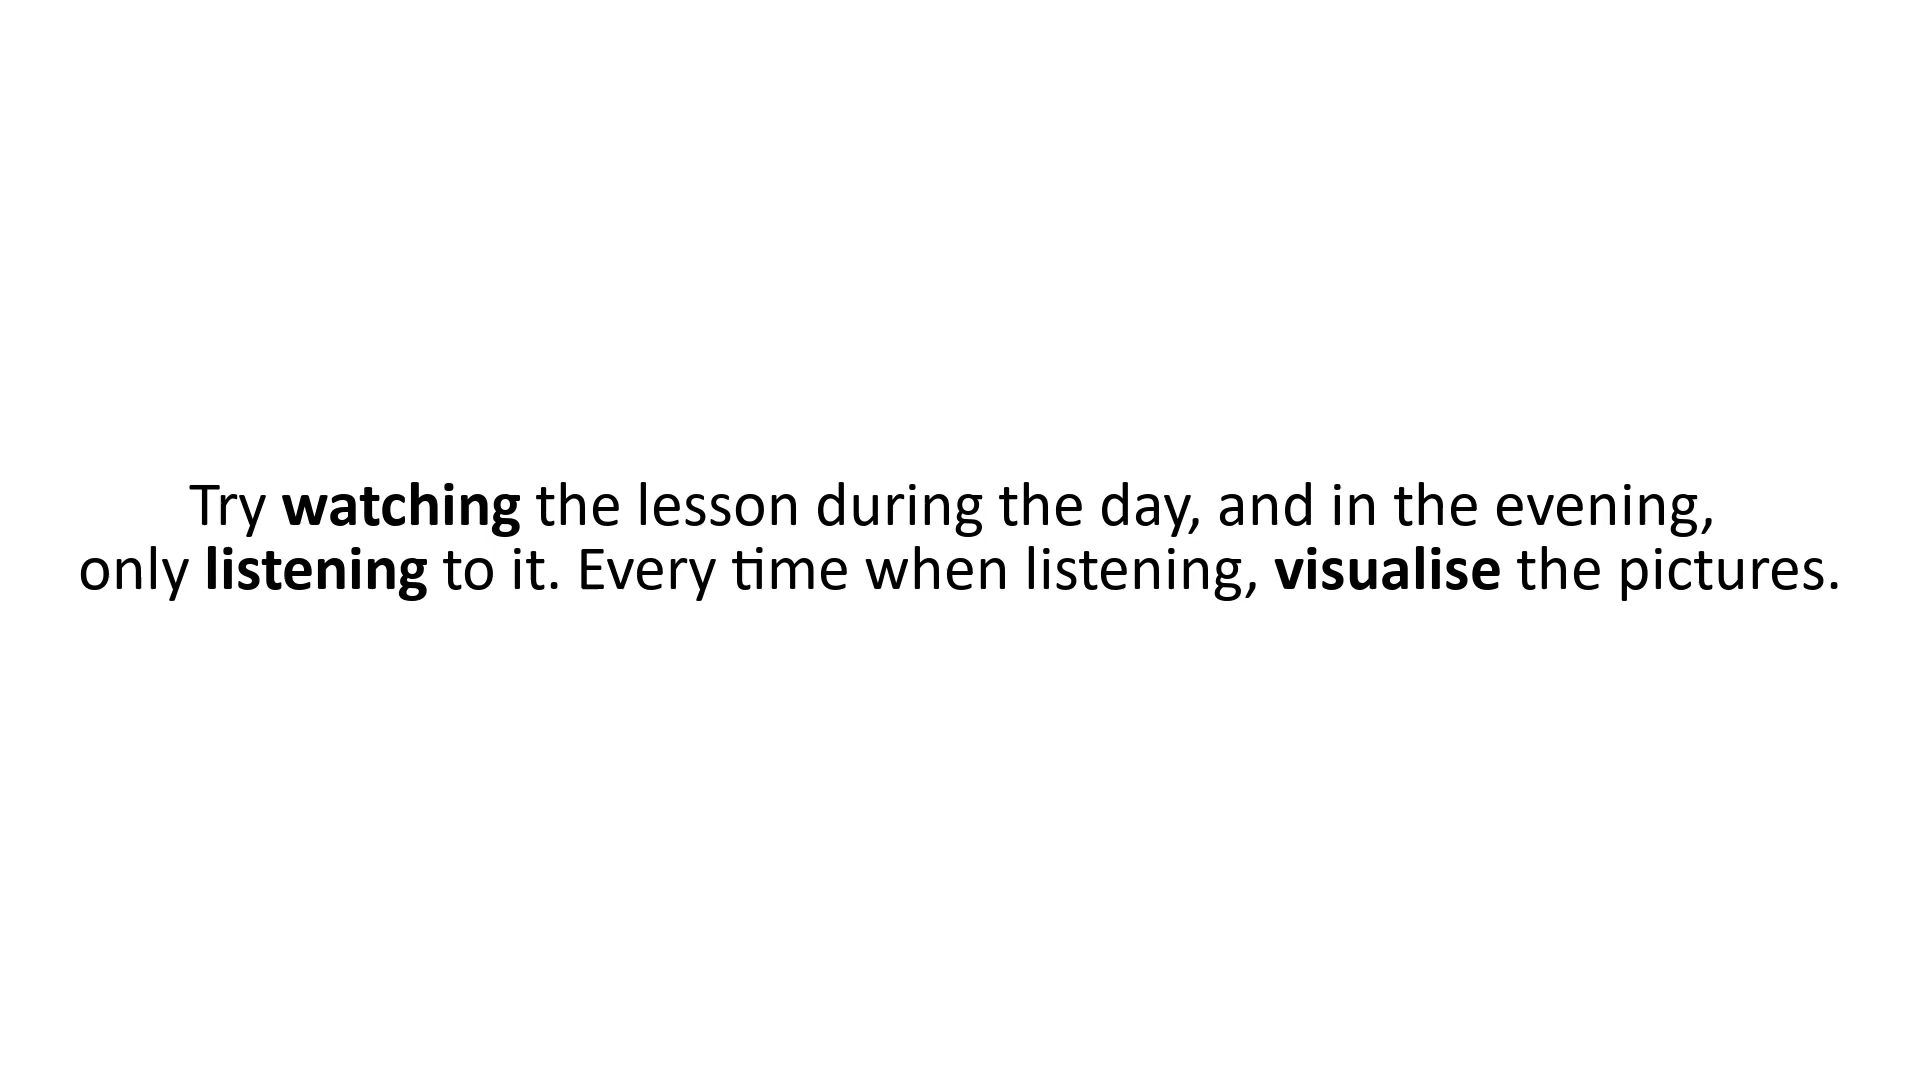 Try watching the lesson during the day, and in the evening,
only listening to it. Every time when listening, visualise the pictures.